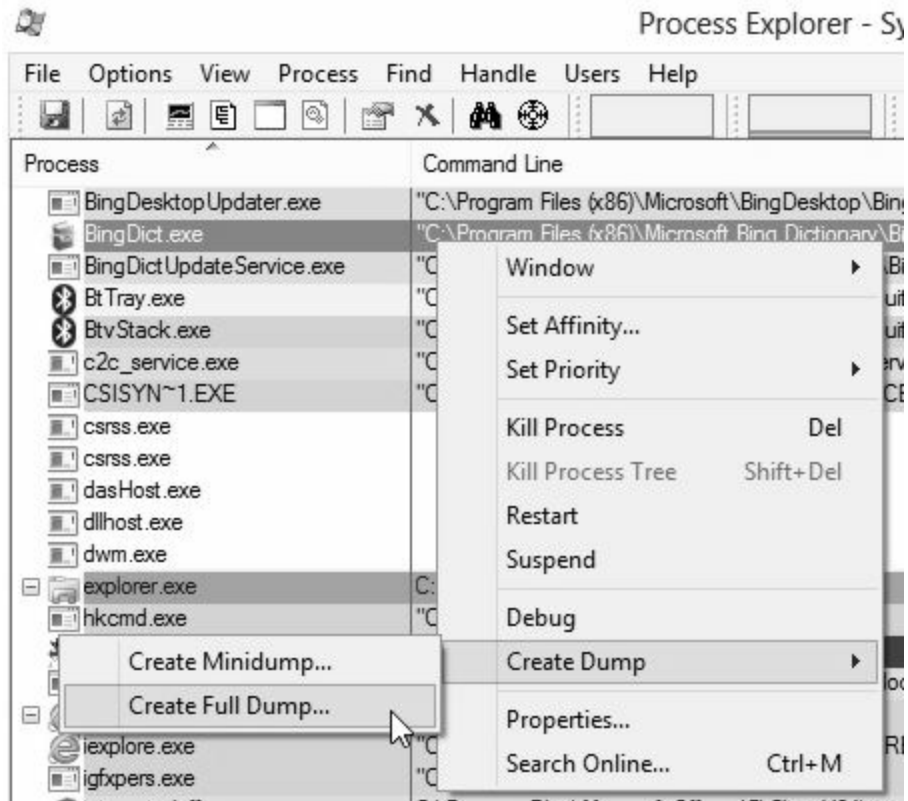 Process Explorer - Sy
File Options View Process Find Handle Users Help
Process Command Line
BingDesktopUpdater.exe "C:\Program Files (x86)\Microsoft\BingDesktop\Bing
BingDict.exe "C:\Program Files (x86)\Microsoft Bing Dictionary\Bi
BingDictUpdateService.exe "C
BtTray.exe "C
BtvStack.exe "C
c2c_service.exe "C
CSISYN~1.EXE "C
csrss.exe
csrss.exe
dasHost.exe
dllhost.exe
dwm.exe
explorer.exe C:
hkcmd.exe "C
iexplore.exe "C
igfxpers.exe "C
Window
Set Affinity...
Set Priority
Kill Process Del
Kill Process Tree Shift+Del
Restart
Suspend
Debug
Create Dump
Properties...
Search Online... Ctrl+M
Create Minidump...
Create Full Dump...